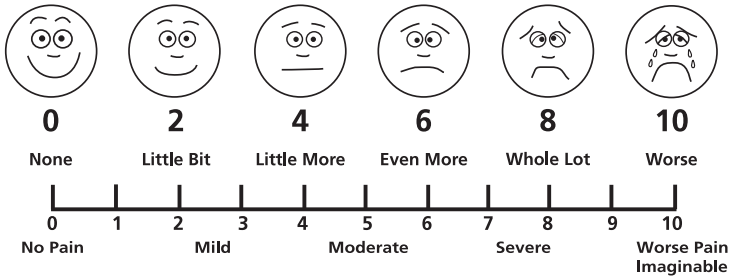 0 2 4 6 8 10
None Little Bit Little More Even More Whole Lot Worse
0 1 2 3 4 5 6 7 8 9 10
No Pain Mild Moderate Severe Worse Pain
Imaginable